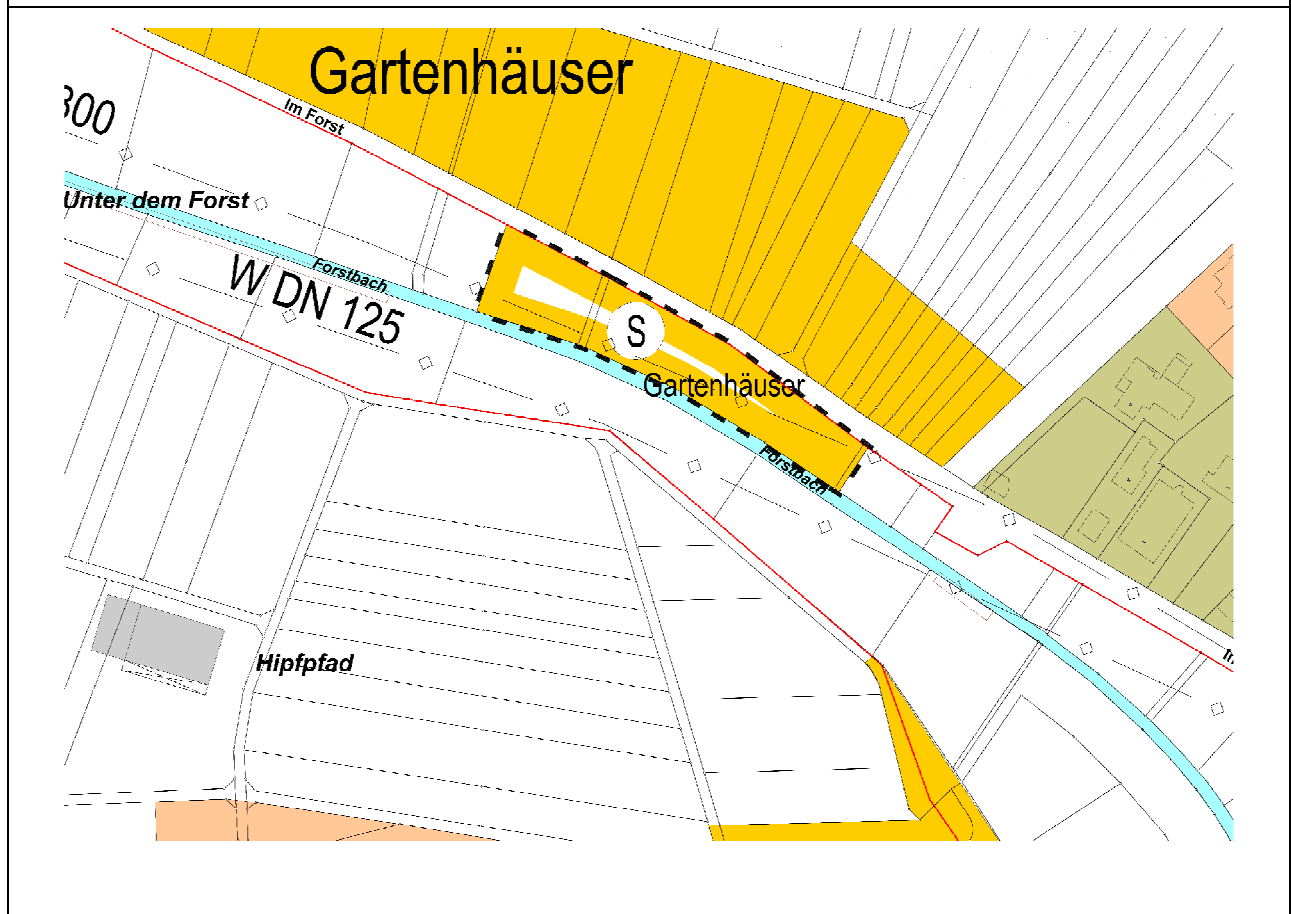 Gartenhäuser
300
Im Forst
Unter dem Forst
Forstbach
W DN 125
S
Gartenhäuser
Forstbach
Hipfpfad